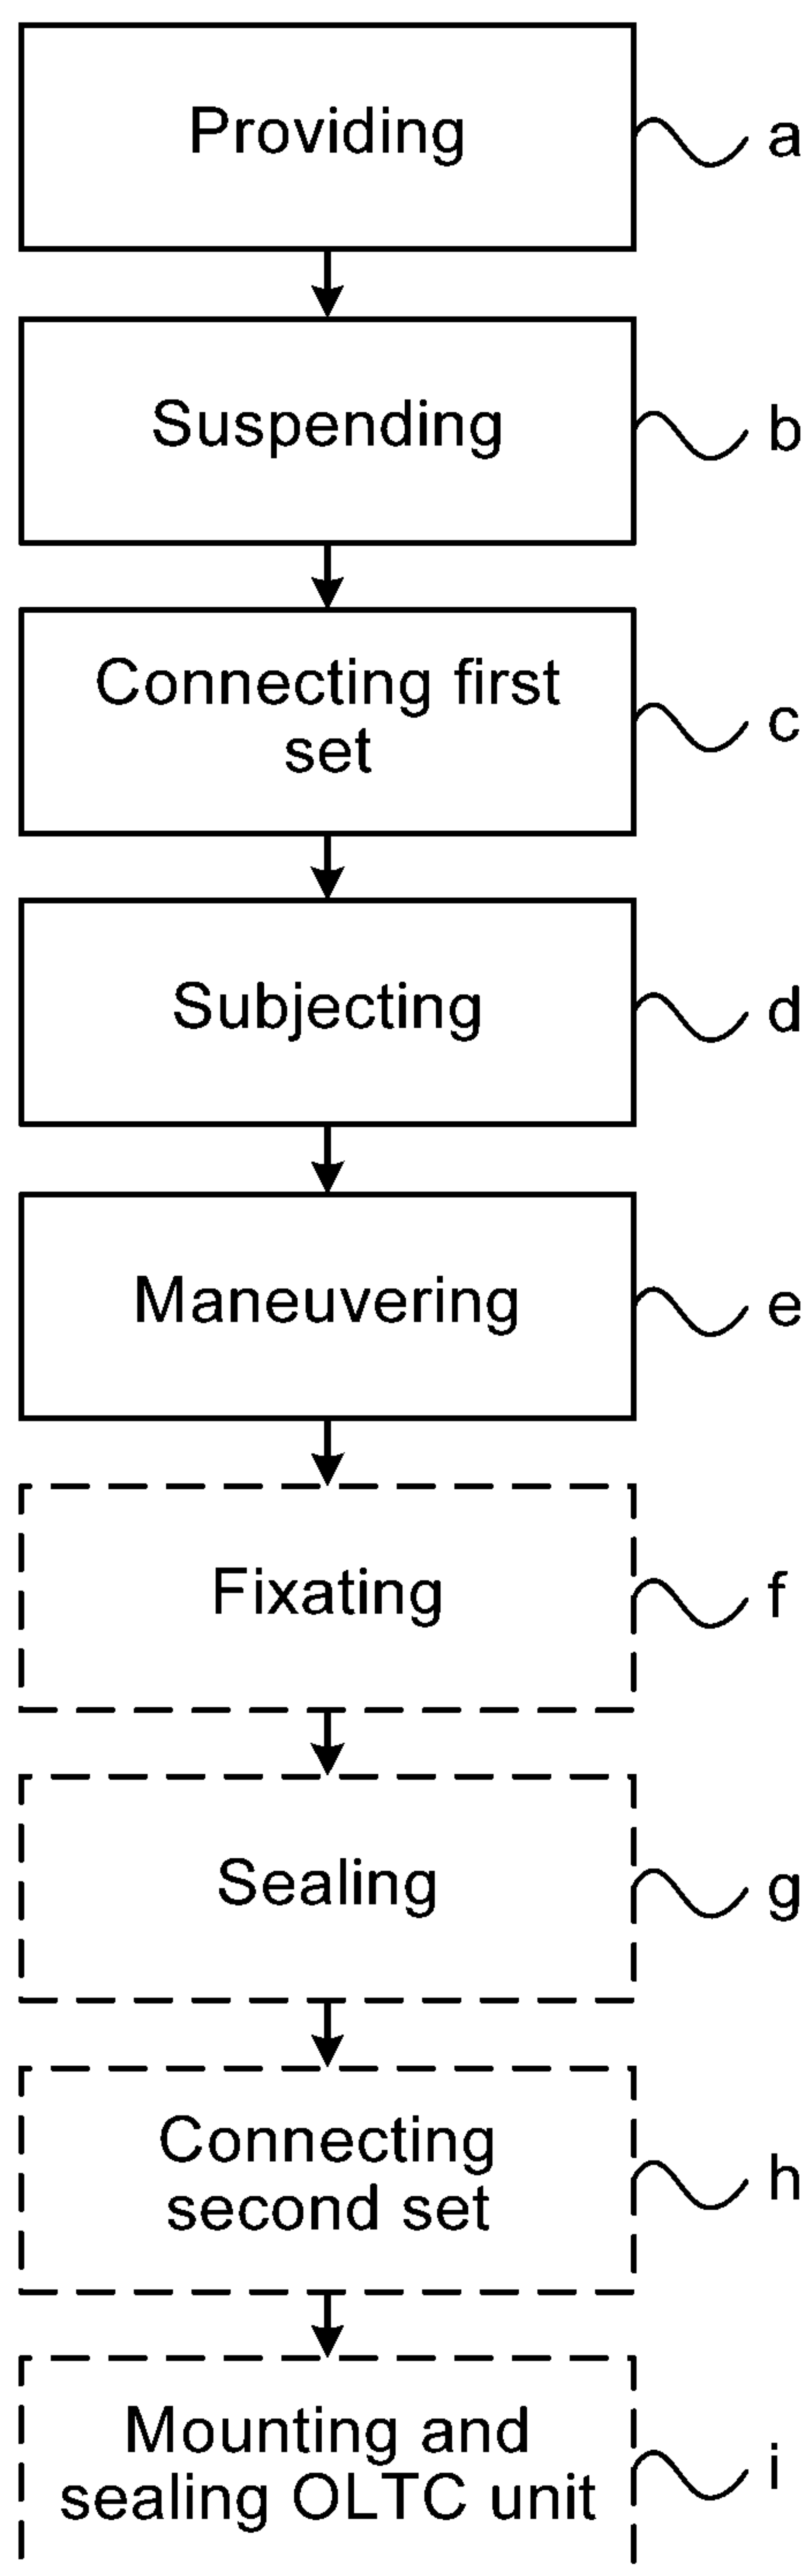 Providing
a
Suspending
b
Connecting first
set
c
Subjecting
d
Maneuvering
e
Fixating
f
Sealing
g
Connecting
second set
h
Mounting and
sealing OLTC unit
i